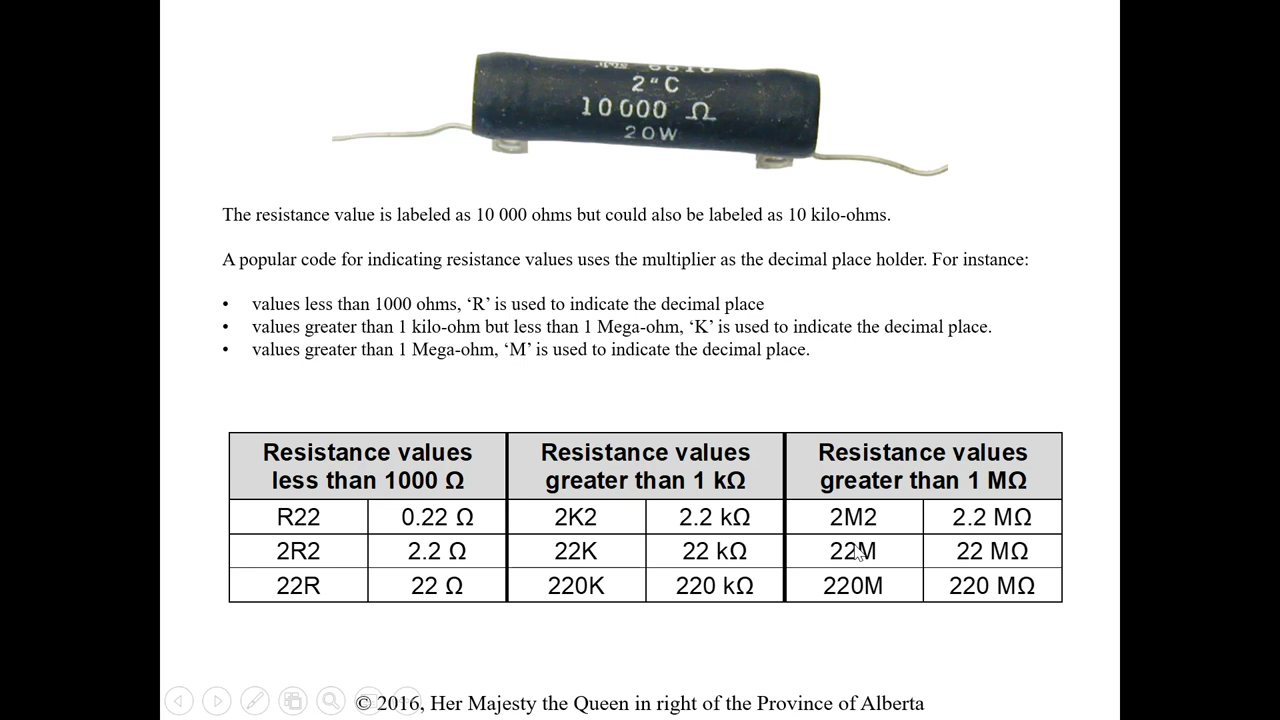 2"C
10000 Ω
20W
The resistance value is labeled as 10 000 ohms but could also be labeled as 10 kilo-ohms.
A popular code for indicating resistance values uses the multiplier as the decimal place holder. For instance:
• values less than 1000 ohms, ‘R’ is used to indicate the decimal place
• values greater than 1 kilo-ohm but less than 1 Mega-ohm, ‘K’ is used to indicate the decimal place.
• values greater than 1 Mega-ohm, ‘M’ is used to indicate the decimal place.
Resistance values less than 1000 Ω Resistance values greater than 1 kΩ Resistance values greater than 1 MΩ
R22 0.22 Ω 2K2 2.2 kΩ 2M2 2.2 MΩ
2R2 2.2 Ω 22K 22 kΩ 22M 22 MΩ
22R 22 Ω 220K 220 kΩ 220M 220 MΩ
© 2016, Her Majesty the Queen in right of the Province of Alberta